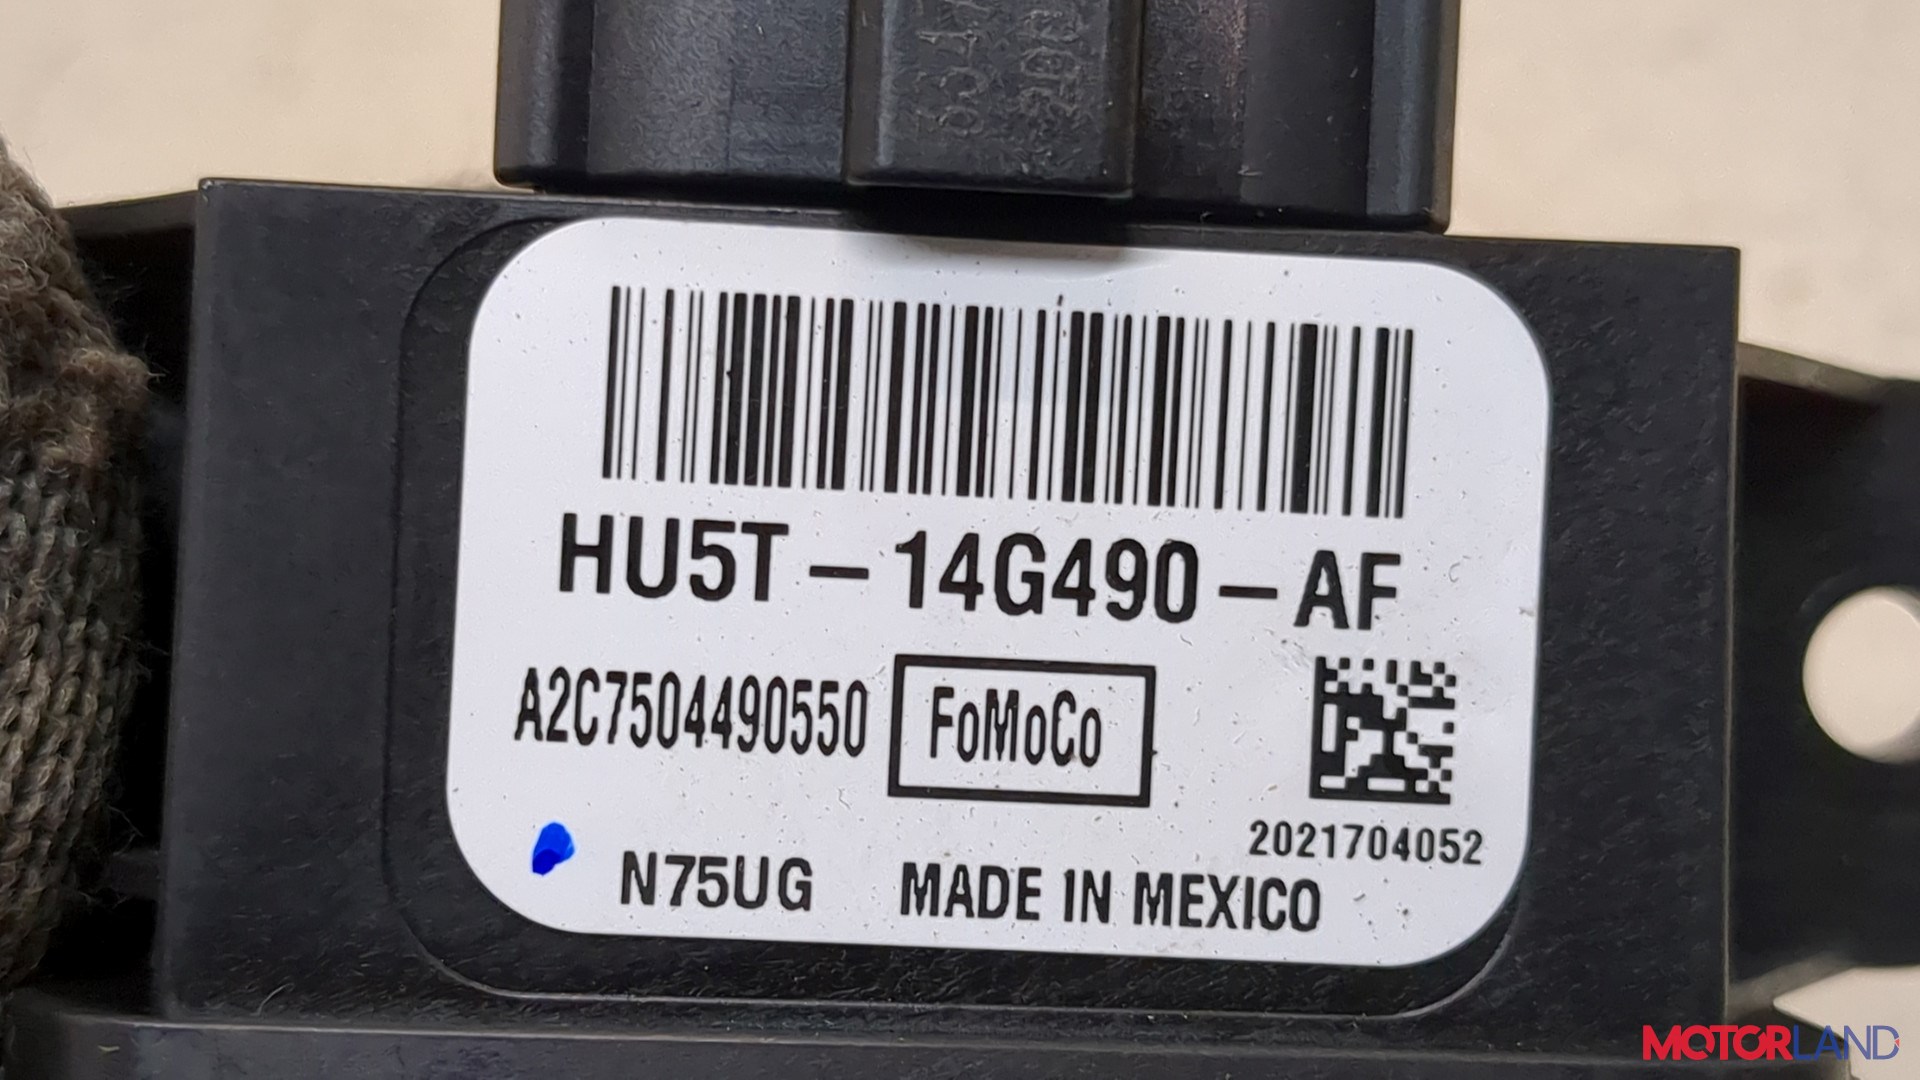 HU5T-14G490-AF
A2C7504490550
FoMoCo
2021704052
N75UG MADE IN MEXICO
MOTORLAND